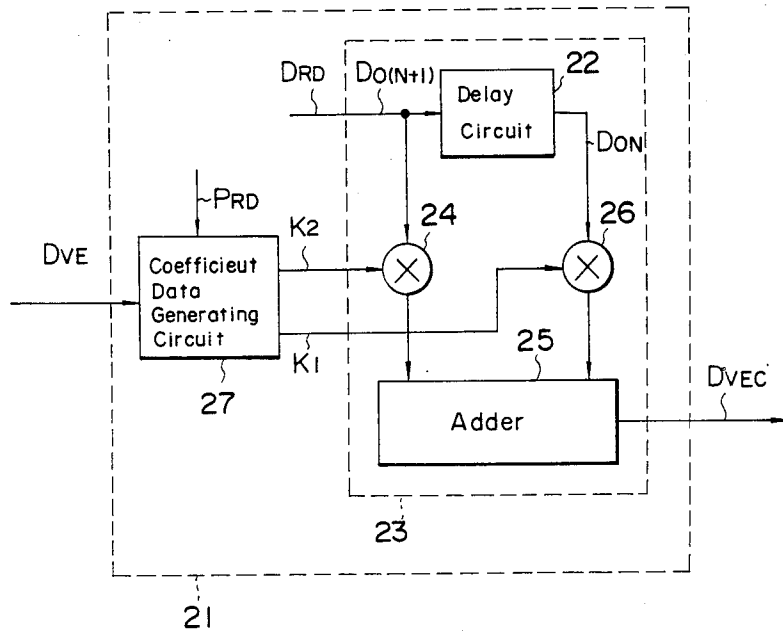 22
DRD
DO(N+1)
Delay
Circuit
DON
PRD
24
26
K2
DVE
Coefficieut
Data
Generating
Circuit
K1
25
27
DVEC
Adder
23
21